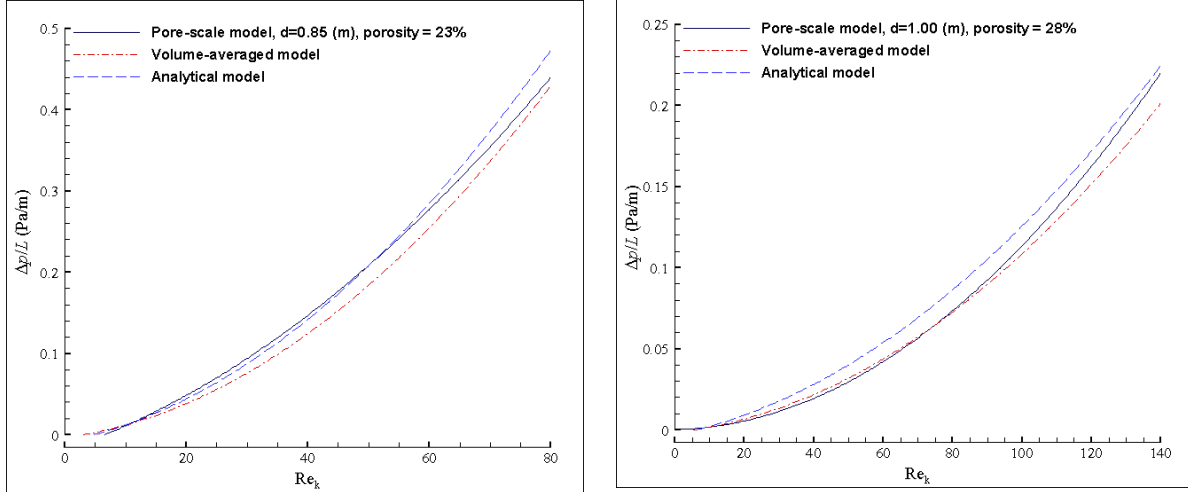 Pore-scale model, d=0.85 (m), porosity = 23%
Volume-averaged model
Analytical model
0.5
0.4
0.3
0.2
0.1
0
Δp/L (Pa/m)
0
20
40
60
80
Re_k
Pore-scale model, d=1.00 (m), porosity = 28%
Volume-averaged model
Analytical model
0.25
0.2
0.15
0.1
0.05
0
Δp/L (Pa/m)
0
20
40
60
80
100
120
140
Re_k